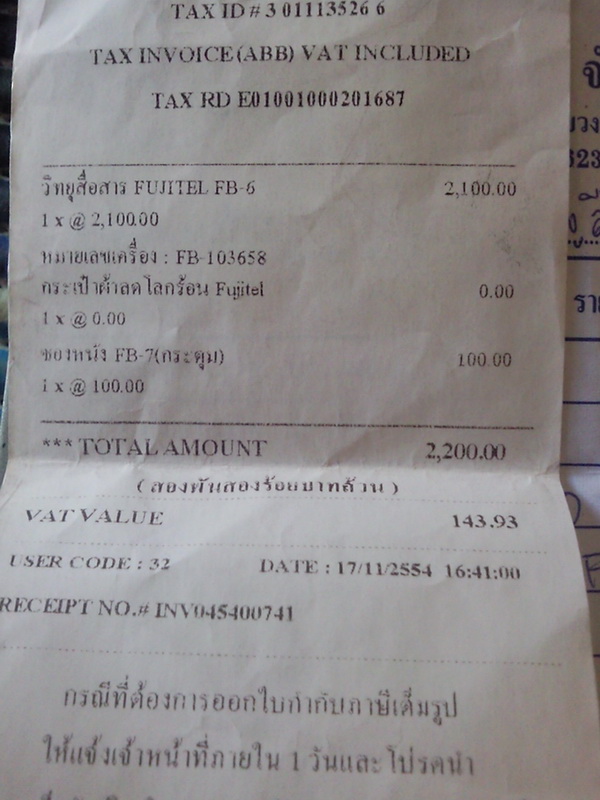 TAX ID # 3 01113526 6
TAX INVOICE (ABB) VAT INCLUDED
TAX RD E01001000201687
วิทยุสื่อสาร FUJITEL FB-6 2,100.00
1 x @ 2,100.00
หมายเลขเครื่อง : FB-103658
กระเป๋าผ้าลดโลกร้อน Fujitel 0.00
1 x @ 0.00
ซองหนัง FB-7(กระดุม) 100.00
1 x @ 100.00
*** TOTAL AMOUNT 2,200.00
( สองพันสองร้อยบาทถ้วน )
VAT VALUE 143.93
USER CODE : 32 DATE : 17/11/2554 16:41:00
RECEIPT NO.# INV045400741
กรณีที่ต้องการออกใบกำกับภาษีเต็มรูป
ให้แจ้งเจ้าหน้าที่ภายใน 1 วันและโปรดนำ